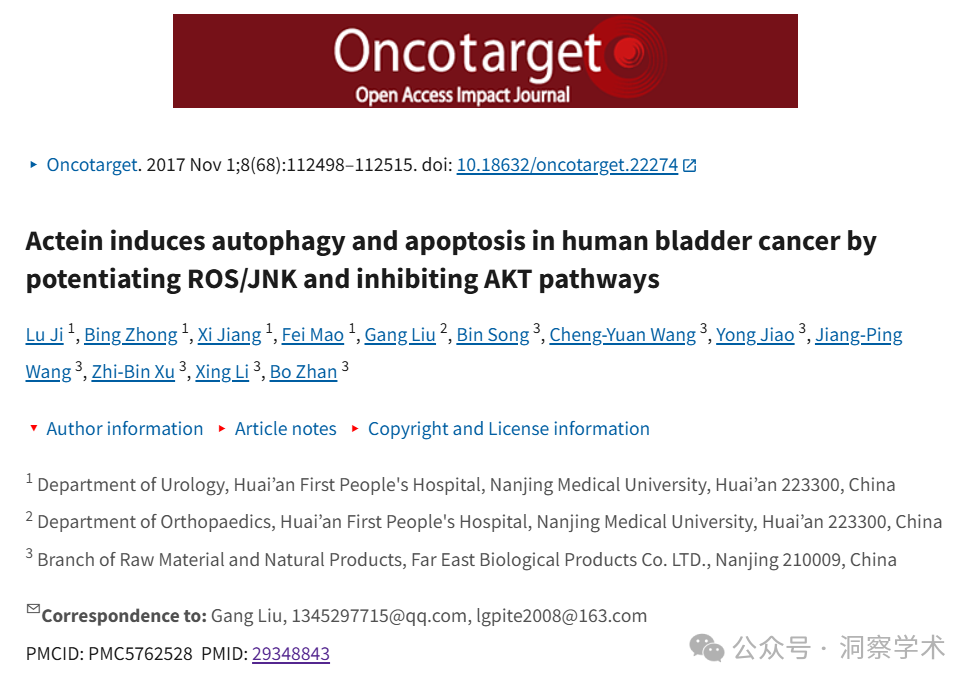 Oncotarget
Open Access Impact Journal
▸ Oncotarget. 2017 Nov 1;8(68):112498–112515. doi: 10.18632/oncotarget.22274
Actein induces autophagy and apoptosis in human bladder cancer by
potentiating ROS/JNK and inhibiting AKT pathways
Lu Ji 1, Bing Zhong 1, Xi Jiang 1, Fei Mao 1, Gang Liu 2, Bin Song 3, Cheng-Yuan Wang 3, Yong Jiao 3, Jiang-Ping
Wang 3, Zhi-Bin Xu 3, Xing Li 3, Bo Zhan 3
▾ Author information ▸ Article notes ▸ Copyright and License information
1 Department of Urology, Huai’an First People's Hospital, Nanjing Medical University, Huai’an 223300, China
2 Department of Orthopaedics, Huai’an First People's Hospital, Nanjing Medical University, Huai’an 223300, China
3 Branch of Raw Material and Natural Products, Far East Biological Products Co. LTD., Nanjing 210009, China
✉Correspondence to: Gang Liu, 1345297715@qq.com, lgpite2008@163.com
PMCID: PMC5762528 PMID: 29348843
公众号 · 洞察学术